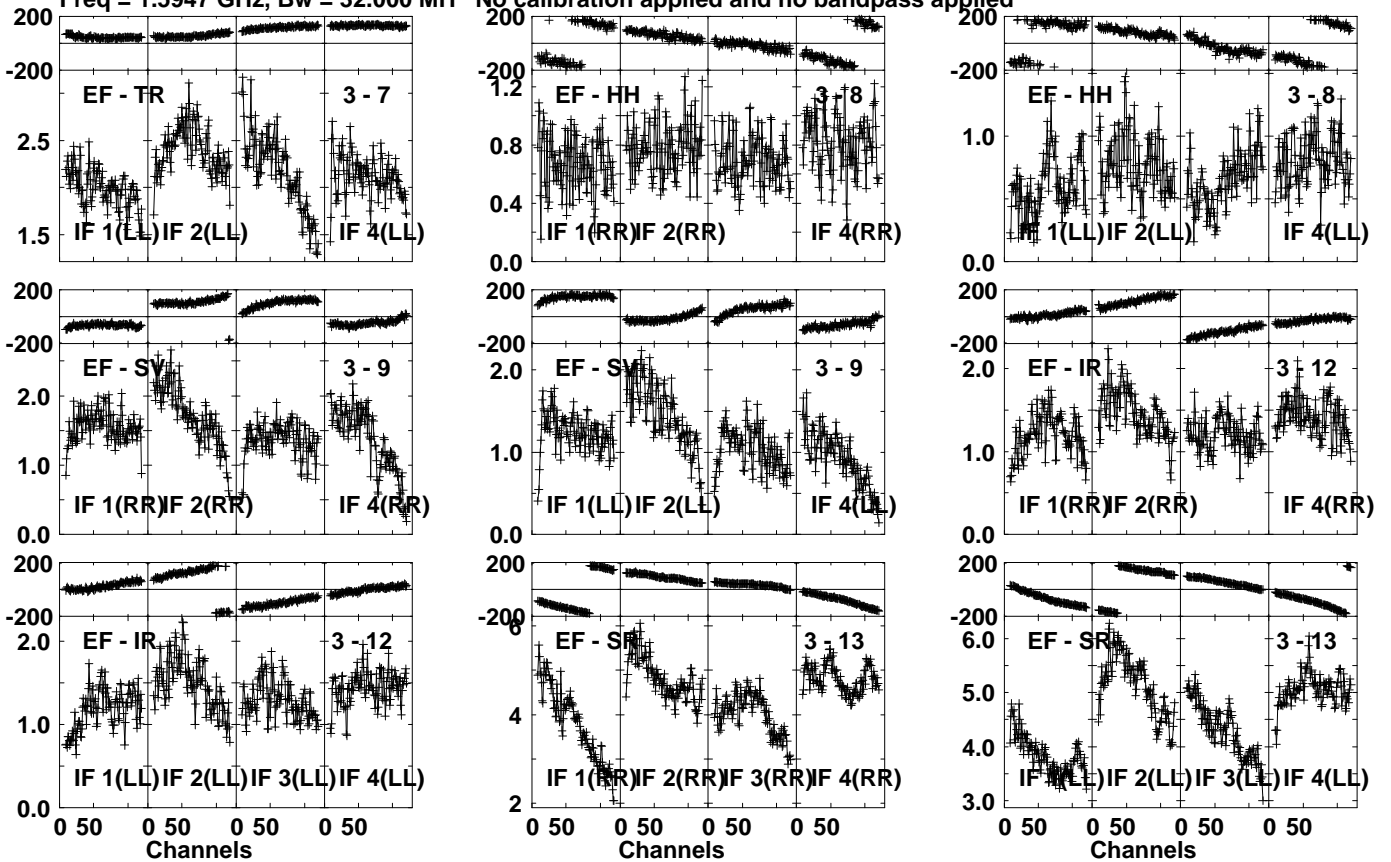 Freq = 1.5947 GHz, Bw = 32.000 MH No calibration applied and no bandpass applied
200
-200
EF - TR 3 - 7
2.5
1.5
IF 1(LL) IF 2(LL) IF 4(LL)
200
-200
EF - HH 3 - 8
1.2
0.8
0.4
0.0
IF 1(RR) IF 2(RR) IF 4(RR)
200
-200
EF - HH 3 - 8
1.0
0.0
IF 1(LL) IF 2(LL) IF 4(LL)
200
-200
EF - SV 3 - 9
2.0
1.0
0.0
IF 1(RR) IF 2(RR) IF 4(RR)
200
-200
EF - SV 3 - 9
2.0
1.0
0.0
IF 1(LL) IF 2(LL) IF 4(LL)
200
-200
EF - IR 3 - 12
2.0
1.0
0.0
IF 1(RR) IF 2(RR) IF 4(RR)
200
-200
EF - IR 3 - 12
2.0
1.0
0.0
IF 1(LL) IF 2(LL) IF 3(LL) IF 4(LL)
0 50 0 50 0 50 0 50
Channels
200
-200
EF - SR 3 - 13
6
4
2
IF 1(RR) IF 2(RR) IF 3(RR) IF 4(RR)
0 50 0 50 0 50 0 50
Channels
200
-200
EF - SR 3 - 13
6.0
5.0
4.0
3.0
IF 1(LL) IF 2(LL) IF 3(LL) IF 4(LL)
0 50 0 50 0 50 0 50
Channels